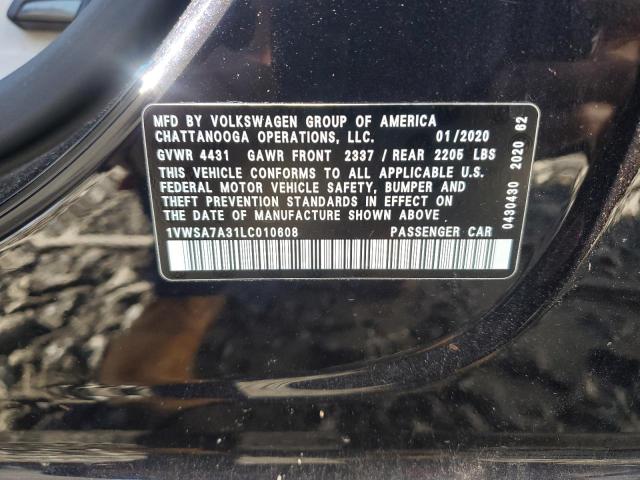 MFD BY VOLKSWAGEN GROUP OF AMERICA
CHATTANOOGA OPERATIONS, LLC. 01/2020
GVWR 4431 GAWR FRONT 2337 / REAR 2205 LBS
THIS VEHICLE CONFORMS TO ALL APPLICABLE U.S.
FEDERAL MOTOR VEHICLE SAFETY, BUMPER AND
THEFT PREVENTION STANDARDS IN EFFECT ON
THE DATE OF MANUFACTURE SHOWN ABOVE.
1VWSA7A31LC010608 PASSENGER CAR
0430430 2020 62